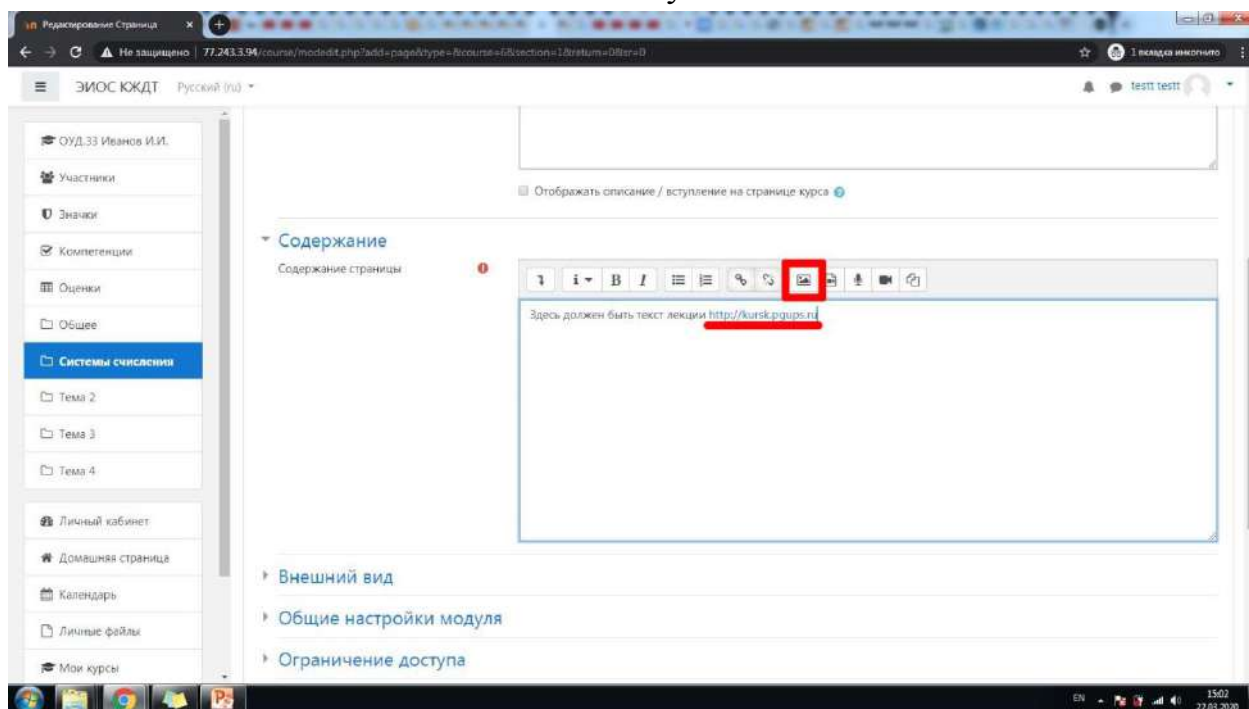 Редактирование Страница
Не защищено 77.243.3.94/course/modedit.php?add=page&type=&course=6&section=1&return=0&sr=0
1 вкладка инкогнито
ЭИОС КЖДТ Русский (ru)
testt testt
ОУД.33 Иванов И.И.
Участники
Значки
Компетенции
Оценки
Общее
Системы счисления
Тема 2
Тема 3
Тема 4
Личный кабинет
Домашняя страница
Календарь
Личные файлы
Мои курсы
Отображать описание / вступление на странице курса
Содержание
Содержание страницы
B I
Здесь должен быть текст лекции http://kursk.pgups.ru
Внешний вид
Общие настройки модуля
Ограничение доступа
EN
15:02
22.03.2020